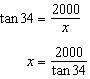 tan 34 = 2000/x
x = 2000/tan 34